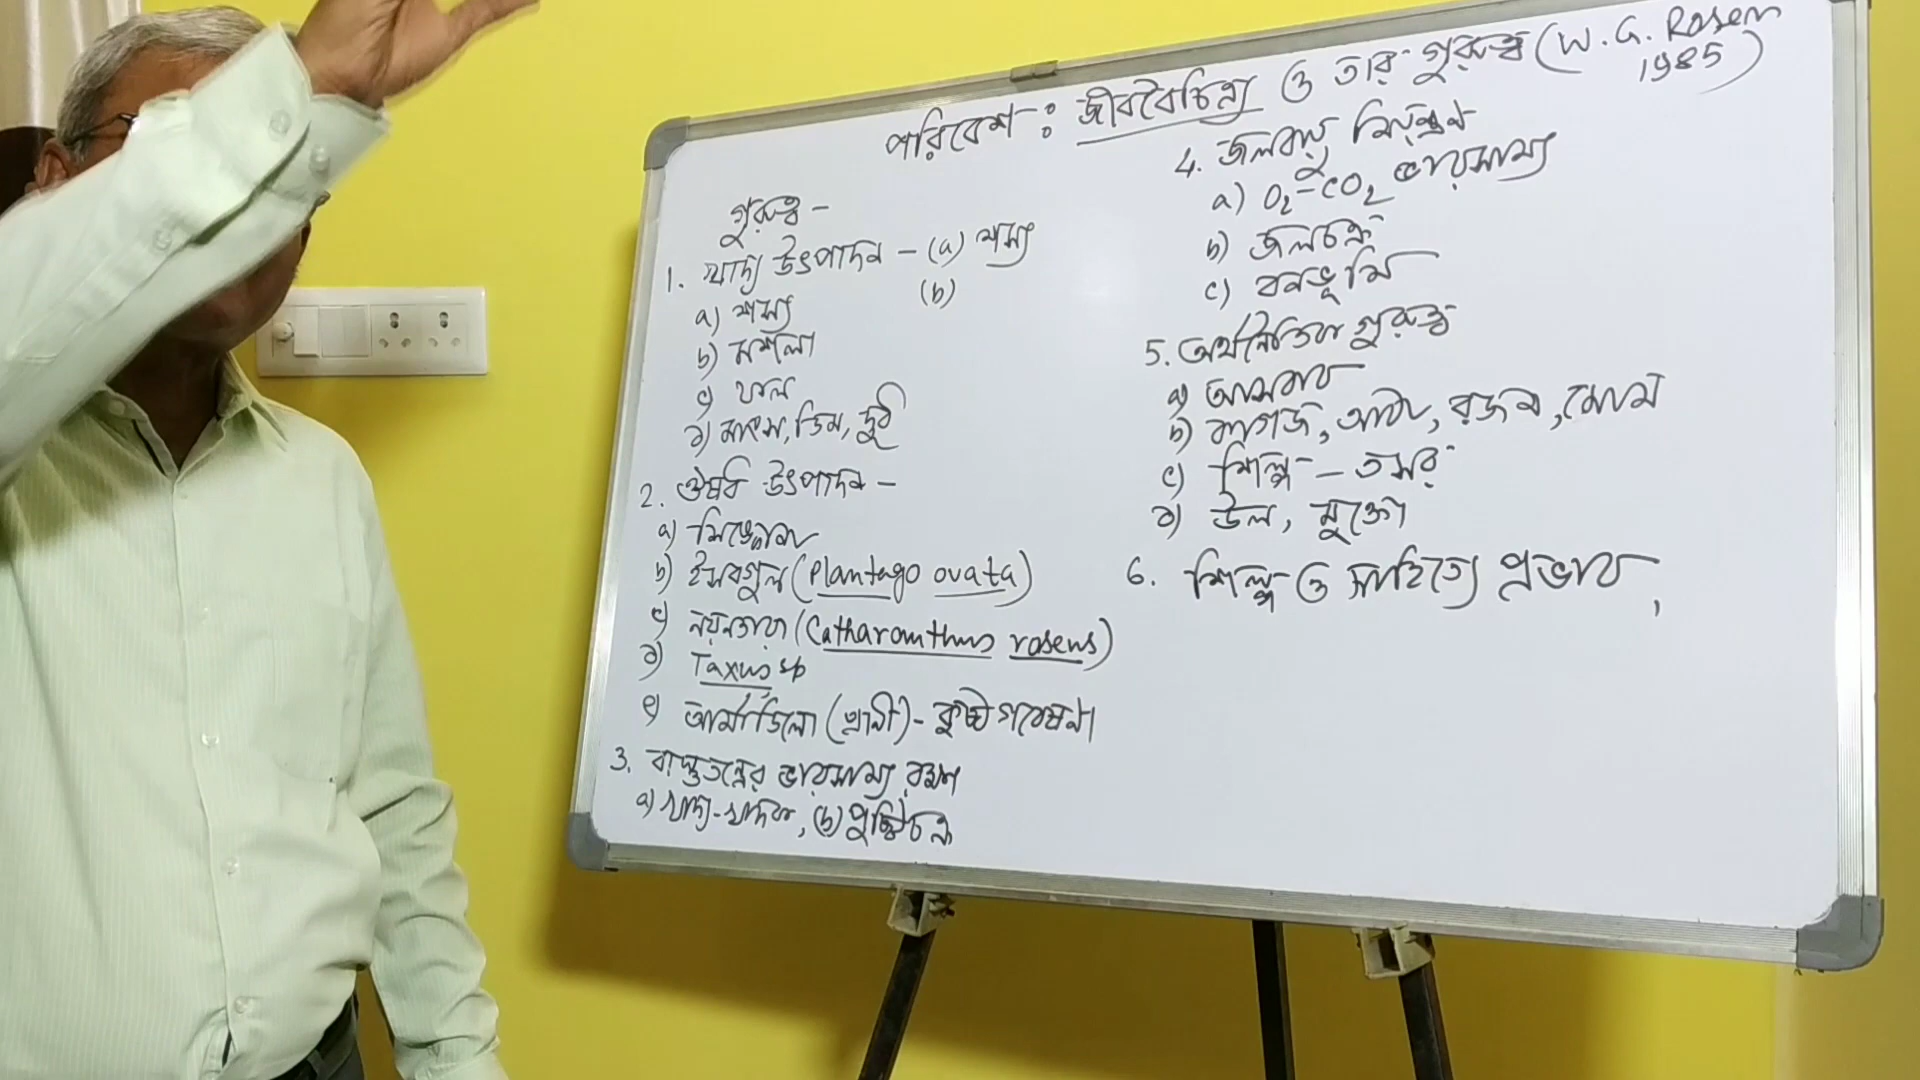 পরিবেশ : জীববৈচিত্র্য ও তার গুরুত্ব (W. G. Rosen
1985)
গুরুত্ব -
1. খাদ্য উৎপাদন - (a) শস্য
(b)
a) শস্য
b) মশলা
c) ফল
d) মাংস, ডিম, দুধ
2. ঔষধি উৎপাদন -
a) সিঙ্কোনা
b) ইসবগুল (Plantago ovata)
c) নয়নতারা (Catharanthus roseus)
d) Taxus sp
e) আর্মাডিলো (প্রাণী) - কুষ্ঠ গবেষণা
3. বাস্তুতন্ত্রের ভারসাম্য রক্ষা
a) খাদ্য-খাদক, (b) পুষ্টিচক্র
4. জলবায়ু নিয়ন্ত্রণ
a) O₂-CO₂ ভারসাম্য
b) জলচক্র
c) বনভূমি
5. অর্থনৈতিক গুরুত্ব
a) আসবাব
b) কাগজ, আঠা, রজন, মোম
c) শিল্প - তসর
d) উল, মুক্তো
6. শিল্প ও সাহিত্যে প্রভাব,